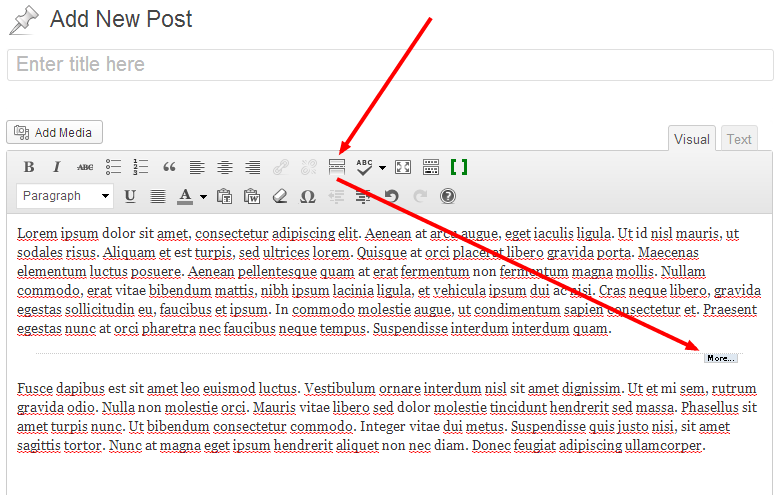 Add New Post
Enter title here
Add Media
Visual Text
B I ABC 1 2 3 “ ABC [ ]
Paragraph U A T W Ω ?
Lorem ipsum dolor sit amet, consectetur adipiscing elit. Aenean at arcu augue, eget iaculis ligula. Ut id nisl mauris, ut
sodales risus. Aliquam et est turpis, sed ultrices lorem. Quisque at orci placerat libero gravida porta. Maecenas
elementum luctus posuere. Aenean pellentesque quam at erat fermentum non fermentum magna mollis. Nullam
commodo, erat vitae bibendum mattis, nibh ipsum lacinia ligula, et vehicula ipsum dui ac nisi. Cras neque libero, gravida
egestas sollicitudin eu, faucibus et ipsum. In commodo molestie augue, ut condimentum sapien consectetur et. Praesent
egestas nunc at orci pharetra nec faucibus neque tempus. Suspendisse interdum interdum quam.
More...
Fusce dapibus est sit amet leo euismod luctus. Vestibulum ornare interdum nisl sit amet dignissim. Ut et mi sem, rutrum
gravida odio. Nulla non molestie orci. Mauris vitae libero sed dolor molestie tincidunt hendrerit sed massa. Phasellus sit
amet turpis nunc. Ut bibendum consectetur commodo. Integer vitae dui metus. Suspendisse quis justo nisi, sit amet
sagittis tortor. Nunc at magna eget ipsum hendrerit aliquet non nec diam. Donec feugiat adipiscing ullamcorper.